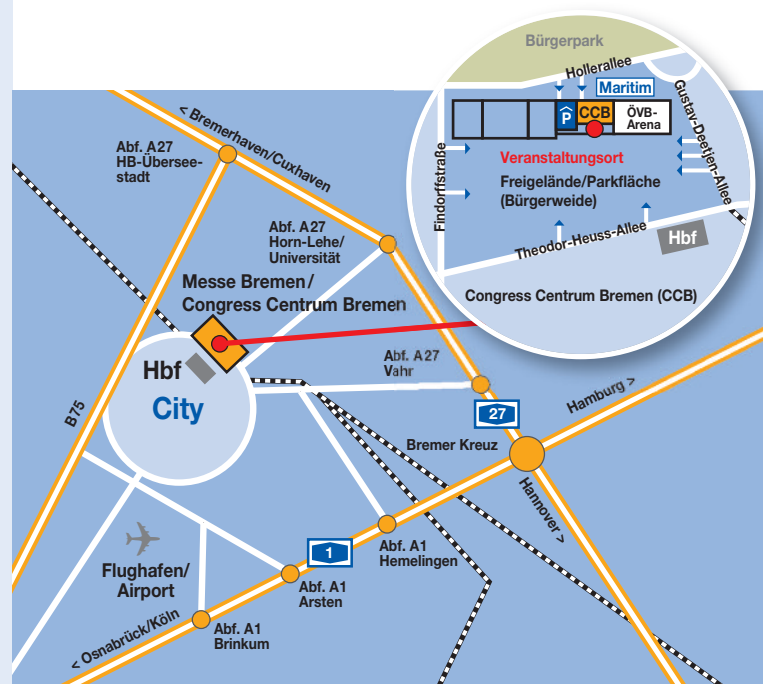 Bürgerpark
Hollerallee
Maritim
P
CCB
ÖVB-
Arena
Gustav-Deetjen-Allee
Findorffstraße
Veranstaltungsort
Freigelände/Parkfläche
(Bürgerweide)
Theodor-Heuss-Allee
Hbf
Congress Centrum Bremen (CCB)
< Bremerhaven/Cuxhaven
Abf. A27
HB-Übersee-
stadt
Abf. A27
Horn-Lehe/
Universität
Messe Bremen/
Congress Centrum Bremen
Hbf
City
Abf. A27
Vahr
27
B75
Hamburg >
Bremer Kreuz
Hannover >
1
Abf. A1
Hemelingen
Flughafen/
Airport
Abf. A1
Arsten
Abf. A1
Brinkum
< Osnabrück/Köln